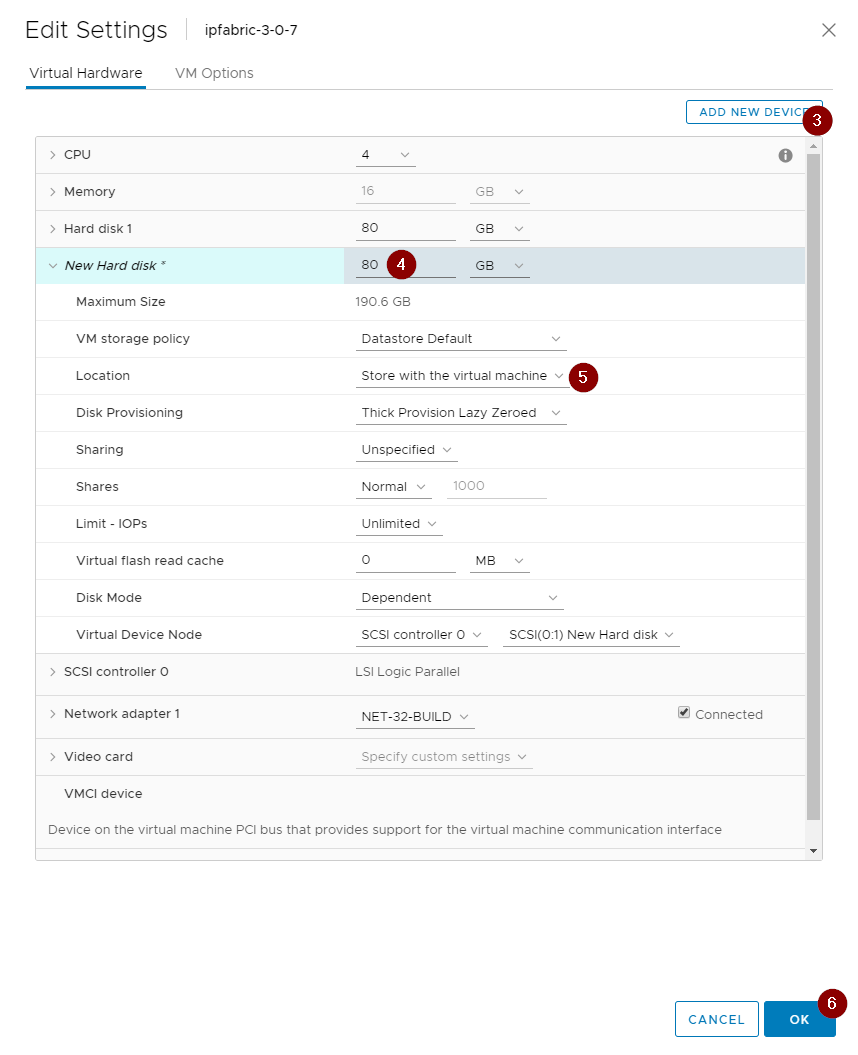 Edit Settings ipfabric-3-0-7
Virtual Hardware VM Options
ADD NEW DEVICE 3
CPU 4
Memory 16 GB
Hard disk 1 80 GB
New Hard disk * 80 4 GB
Maximum Size 190.6 GB
VM storage policy Datastore Default
Location Store with the virtual machine 5
Disk Provisioning Thick Provision Lazy Zeroed
Sharing Unspecified
Shares Normal 1000
Limit - IOPs Unlimited
Virtual flash read cache 0 MB
Disk Mode Dependent
Virtual Device Node SCSI controller 0 SCSI(0:1) New Hard disk
SCSI controller 0 LSI Logic Parallel
Network adapter 1 NET-32-BUILD Connected
Video card Specify custom settings
VMCI device
Device on the virtual machine PCI bus that provides support for the virtual machine communication interface
CANCEL OK 6